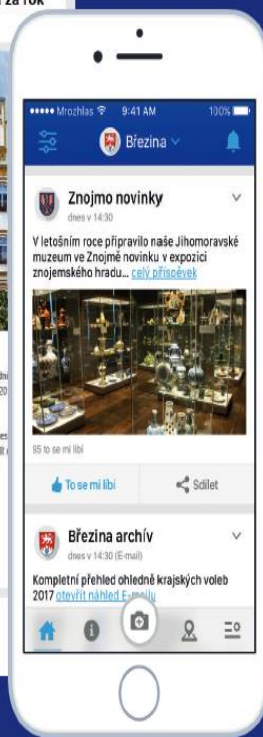 za rok
Mrozhlas 9:41 AM 100%
Březina
Znojmo novinky
dnes v 14:30
V letošním roce připravilo naše Jihomoravské
muzeum ve Znojmě novinku v expozici
znojemského hradu... celý příspěvek
95 to se mi líbí
To se mi líbí
Sdílet
Březina archív
dnes v 14:30 (E-mail)
Kompletní přehled ohledně krajských voleb
2017 otevřít náhled E-mailu